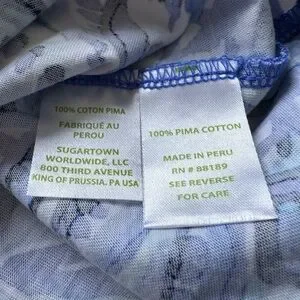 100% COTON PIMA
FABRIQUÉ AU
PEROU
SUGARTOWN
WORLDWIDE, LLC
800 THIRD AVENUE
KING OF PRUSSIA. PA USA
100% PIMA COTTON
MADE IN PERU
RN # 88189
SEE REVERSE
FOR CARE